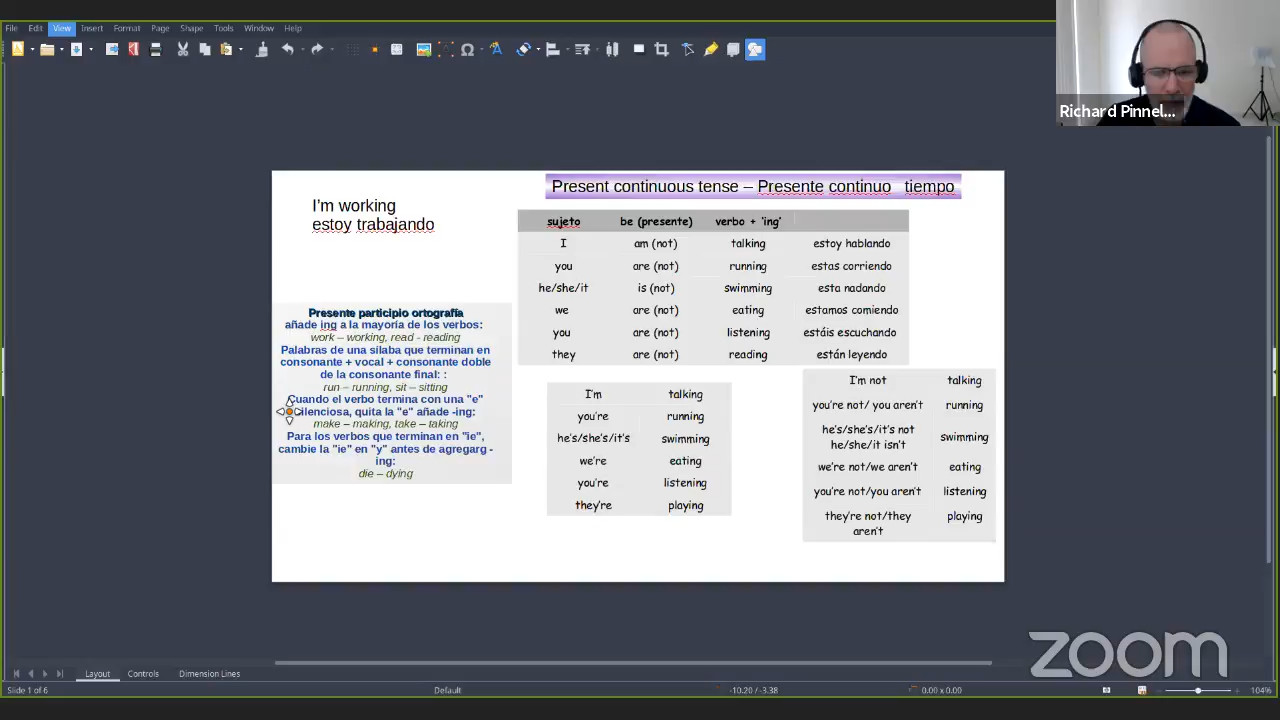 File Edit View Insert Format Page Shape Tools Window Help
Richard Pinnel...
Present continuous tense – Presente continuo tiempo
I'm working
estoy trabajando
sujeto be (presente) verbo + 'ing'
I am (not) talking estoy hablando
you are (not) running estas corriendo
he/she/it is (not) swimming esta nadando
we are (not) eating estamos comiendo
you are (not) listening estáis escuchando
they are (not) reading están leyendo
Presente participio ortografía
añade ing a la mayoría de los verbos:
work – working, read - reading
Palabras de una sílaba que terminan en
consonante + vocal + consonante doble
de la consonante final: :
run – running, sit – sitting
Cuando el verbo termina con una "e"
silenciosa, quita la "e" añade -ing:
make – making, take – taking
Para los verbos que terminan en "ie",
cambie la "ie" en "y" antes de agregarg -
ing:
die – dying
I'm talking
you're running
he's/she's/it's swimming
we're eating
you're listening
they're playing
I'm not talking
you're not/ you aren't running
he's/she's/it's not
he/she/it isn't swimming
we're not/we aren't eating
you're not/you aren't listening
they're not/they playing
aren't
zoom
Layout Controls Dimension Lines
Slide 1 of 6 Default -10.20 / -3.38 0.00 x 0.00 104%